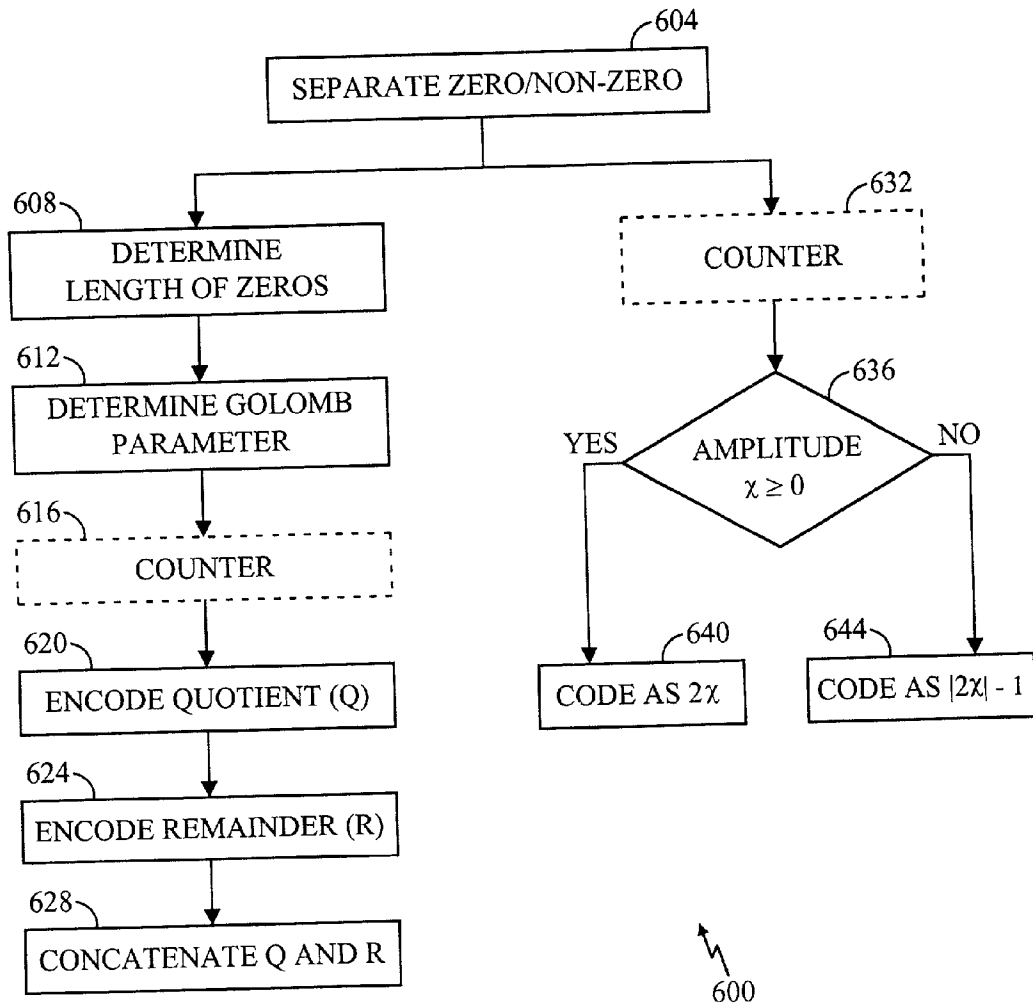 604
SEPARATE ZERO/NON-ZERO
608
DETERMINE
LENGTH OF ZEROS
612
DETERMINE GOLOMB
PARAMETER
616
COUNTER
620
ENCODE QUOTIENT (Q)
624
ENCODE REMAINDER (R)
628
CONCATENATE Q AND R
632
COUNTER
636
YES
AMPLITUDE
χ ≥ 0
NO
640
CODE AS 2χ
644
CODE AS |2χ| - 1
600